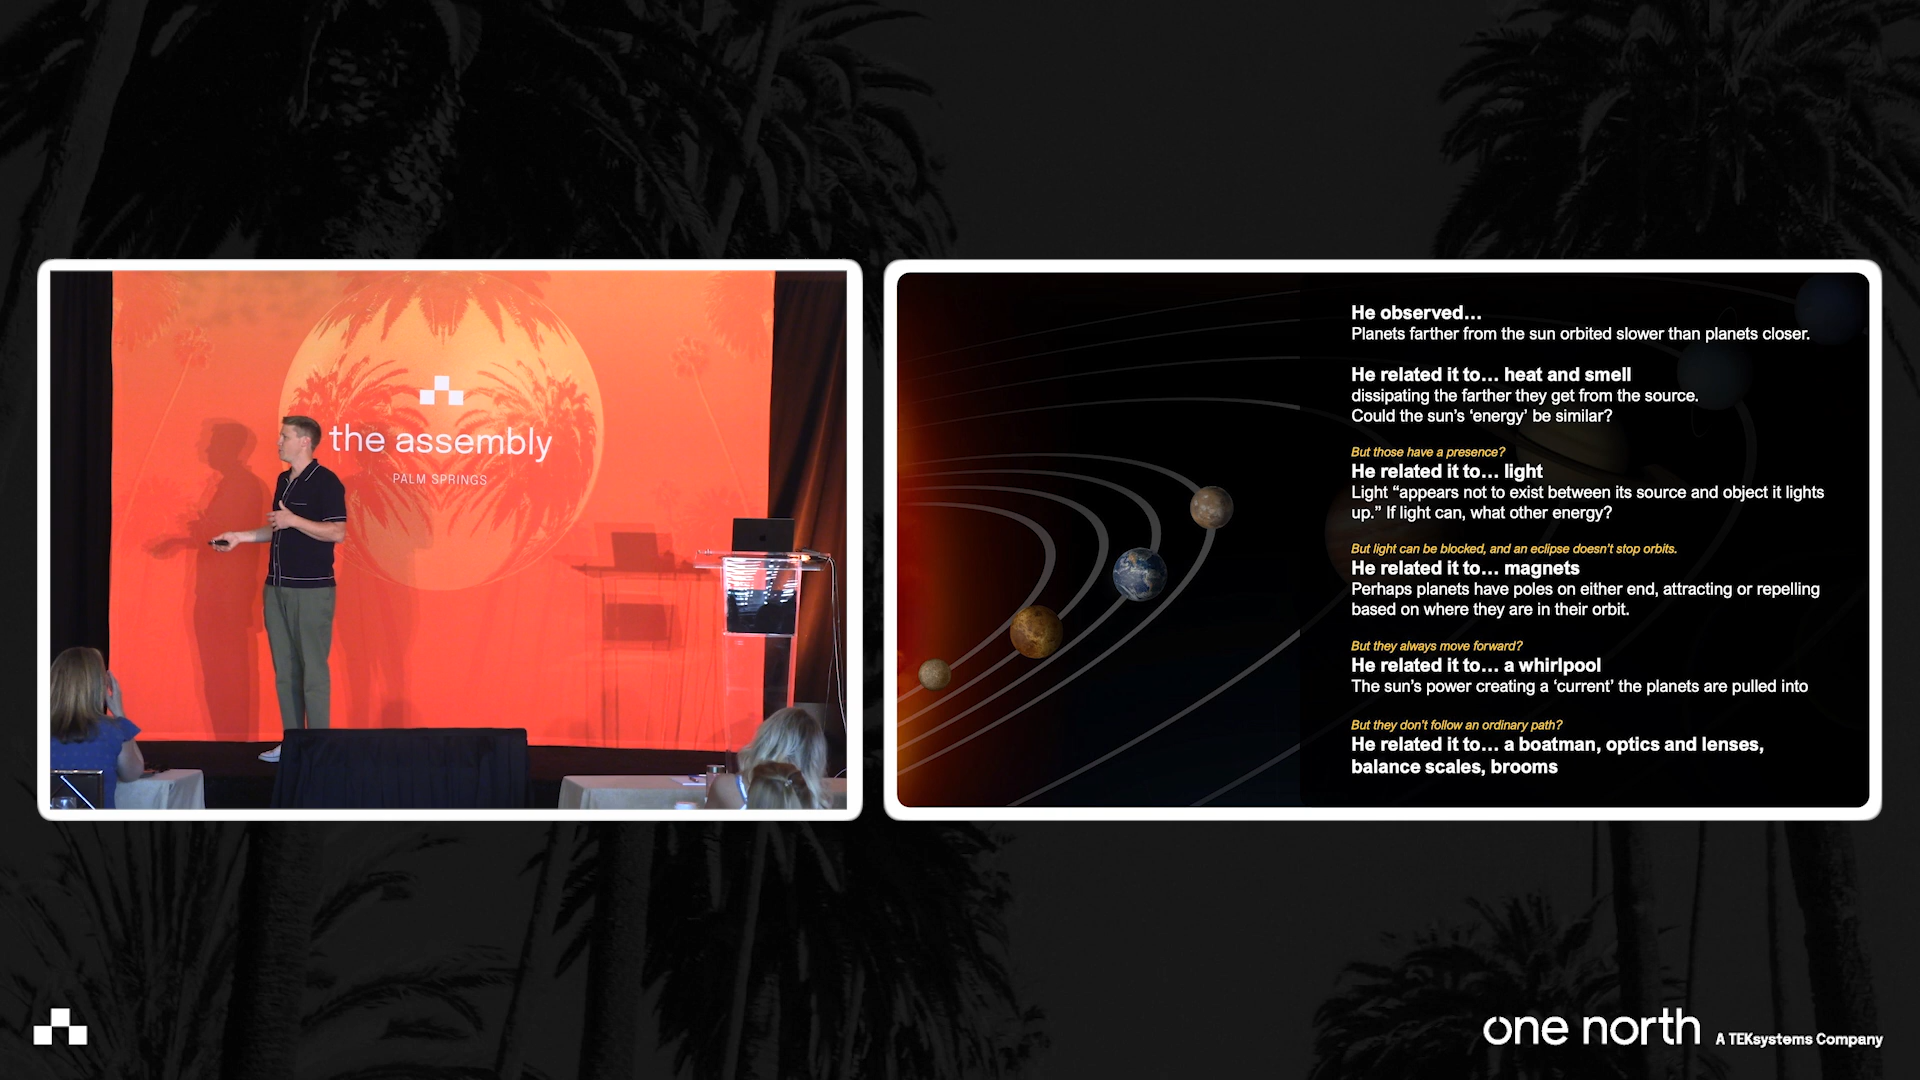 the assembly
PALM SPRINGS
He observed…
Planets farther from the sun orbited slower than planets closer.
He related it to… heat and smell
dissipating the farther they get from the source.
Could the sun’s ‘energy’ be similar?
But those have a presence?
He related it to… light
Light “appears not to exist between its source and object it lights
up.” If light can, what other energy?
But light can be blocked, and an eclipse doesn’t stop orbits.
He related it to… magnets
Perhaps planets have poles on either end, attracting or repelling
based on where they are in their orbit.
But they always move forward?
He related it to… a whirlpool
The sun’s power creating a ‘current’ the planets are pulled into
But they don’t follow an ordinary path?
He related it to… a boatman, optics and lenses,
balance scales, brooms
one north A TEKsystems Company